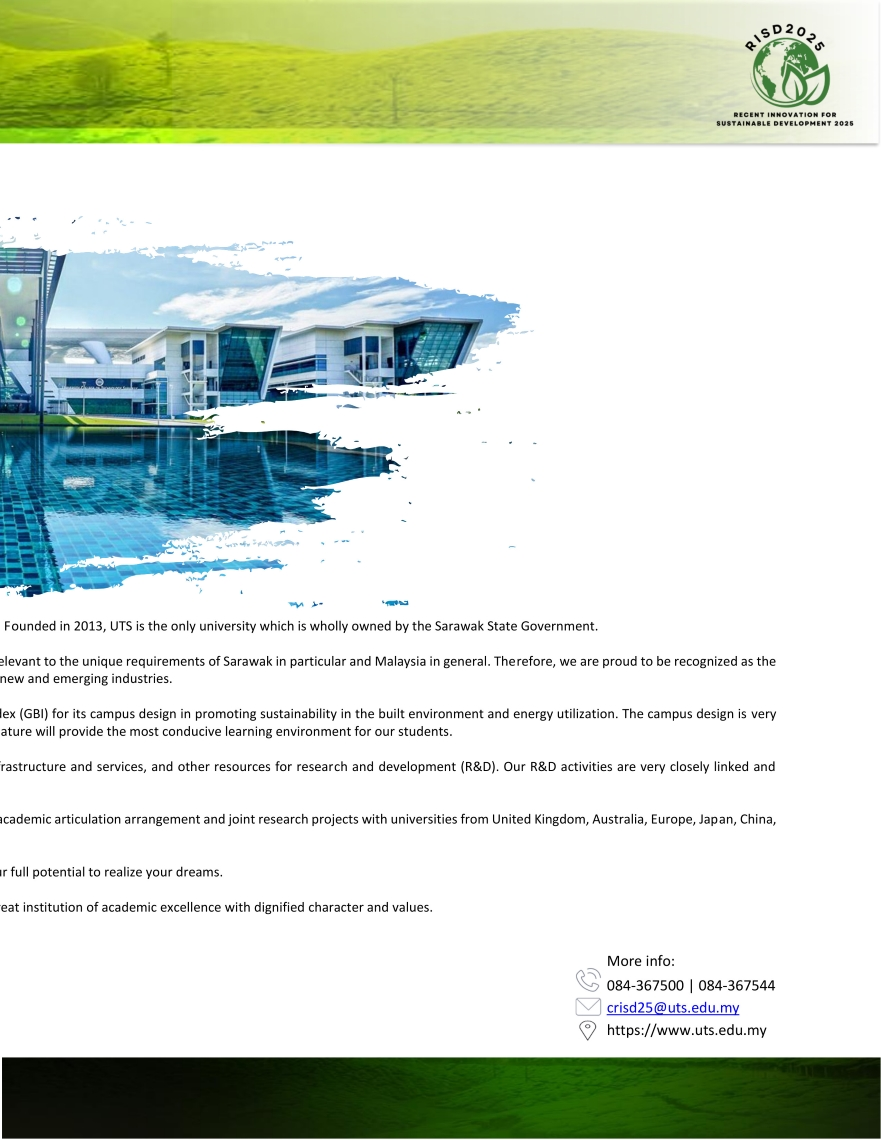 RISD2025
RECENT INNOVATION FOR
SUSTAINABLE DEVELOPMENT 2025
Founded in 2013, UTS is the only university which is wholly owned by the Sarawak State Government.
elevant to the unique requirements of Sarawak in particular and Malaysia in general. Therefore, we are proud to be recognized as the
new and emerging industries.
dex (GBI) for its campus design in promoting sustainability in the built environment and energy utilization. The campus design is very
ature will provide the most conducive learning environment for our students.
frastructure and services, and other resources for research and development (R&D). Our R&D activities are very closely linked and
academic articulation arrangement and joint research projects with universities from United Kingdom, Australia, Europe, Japan, China,
ur full potential to realize your dreams.
reat institution of academic excellence with dignified character and values.
More info:
084-367500 | 084-367544
crisd25@uts.edu.my
https://www.uts.edu.my